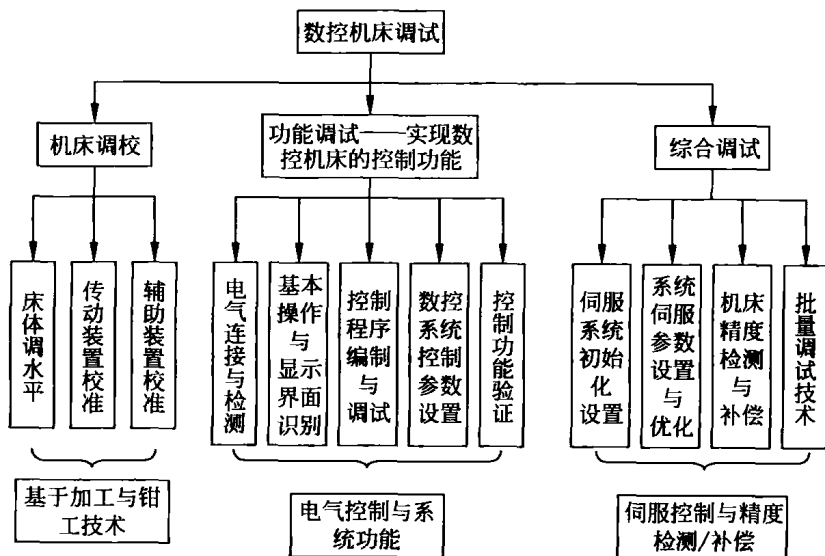 数控机床调试
机床调校
功能调试——实现数
控机床的控制功能
综合调试
床体调水平
传动装置校准
辅助装置校准
电气连接与检测
基本
操作
与
显示
界面
识别
控制
程序
编制
与
调试
数控
系统
控制
参数
设置
控制功能验证
伺服
系统
初始
化
设置
系统
伺服
参数
设置
与
优化
机床
精度
检测
与
补偿
批量调试技术
基于加工与钳
工技术
电气控制与系
统功能
伺服控制与精度
检测/补偿